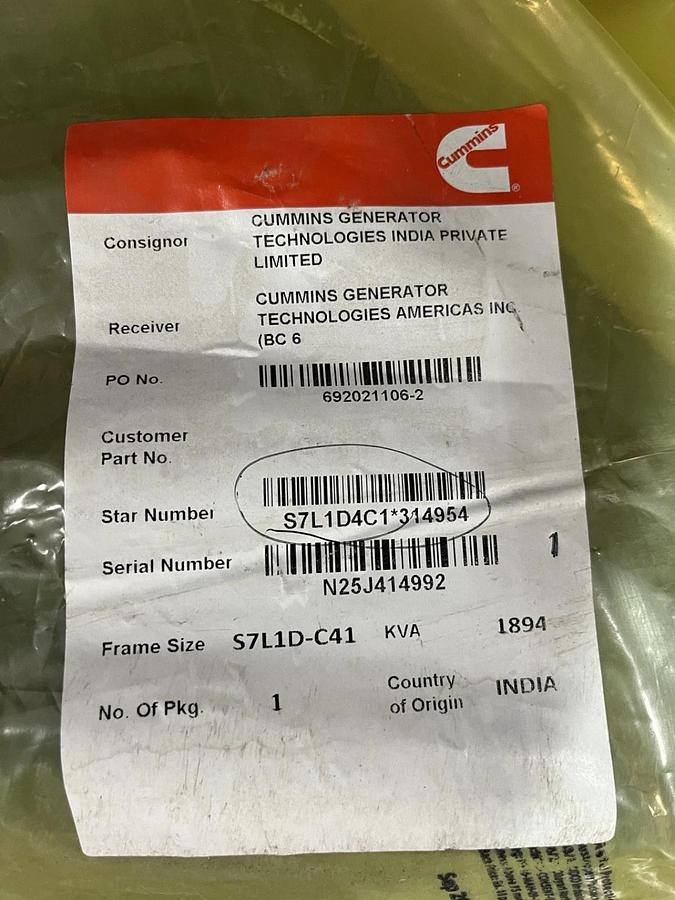 Cummins
®
Consignor
CUMMINS GENERATOR
TECHNOLOGIES INDIA PRIVATE
LIMITED
Receiver
CUMMINS GENERATOR
TECHNOLOGIES AMERICAS INC.
(BC 6
PO No.
692021106-2
Customer
Part No.
Star Number
S7L1D4C1*314954
Serial Number
N25J414992
1
Frame Size S7L1D-C41 KVA 1894
No. Of Pkg. 1
Country
of Origin
INDIA
Sep